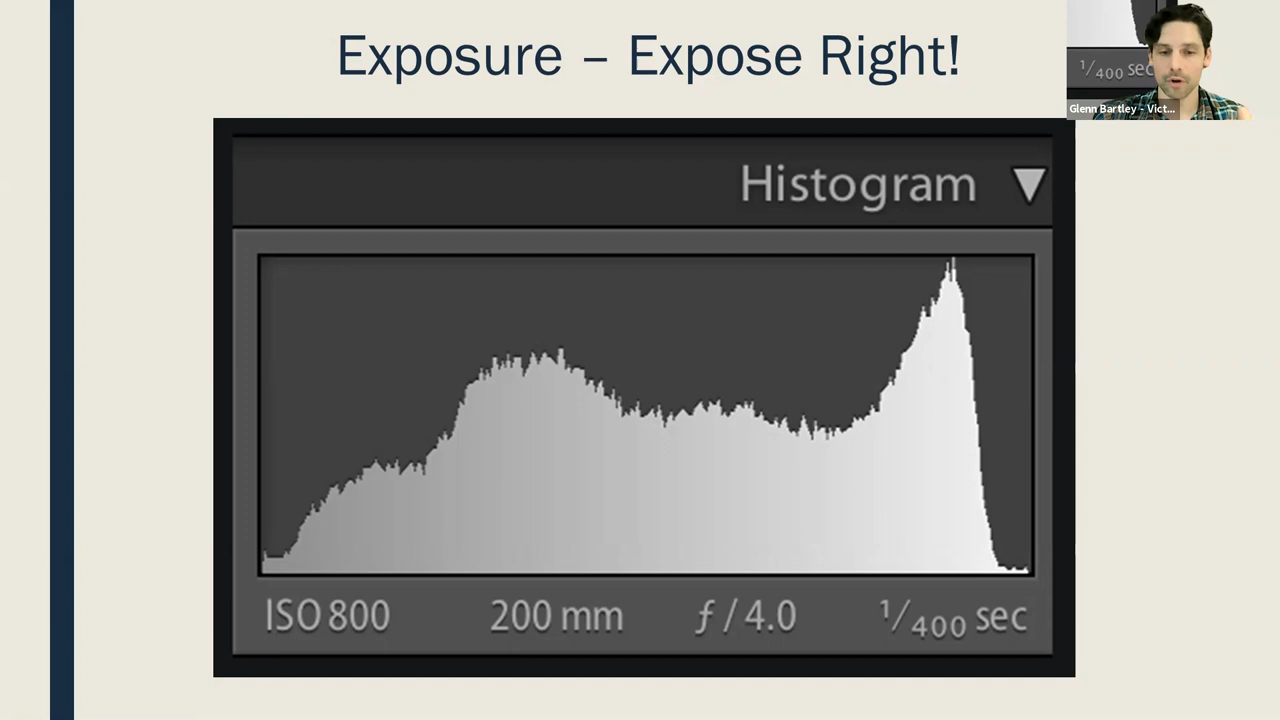 Exposure – Expose Right!
1/400 sec
Glenn Bartley - Vict...
Histogram
ISO 800 200 mm ƒ / 4.0 1/400 sec